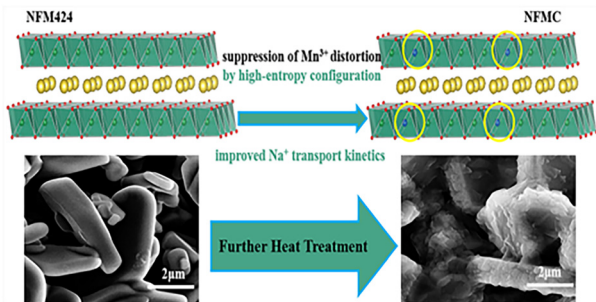 NFM424
NFMC
suppression of Mn³⁺ distortion
by high-entropy configuration
improved Na⁺ transport kinetics
Further Heat Treatment
2μm
2μm